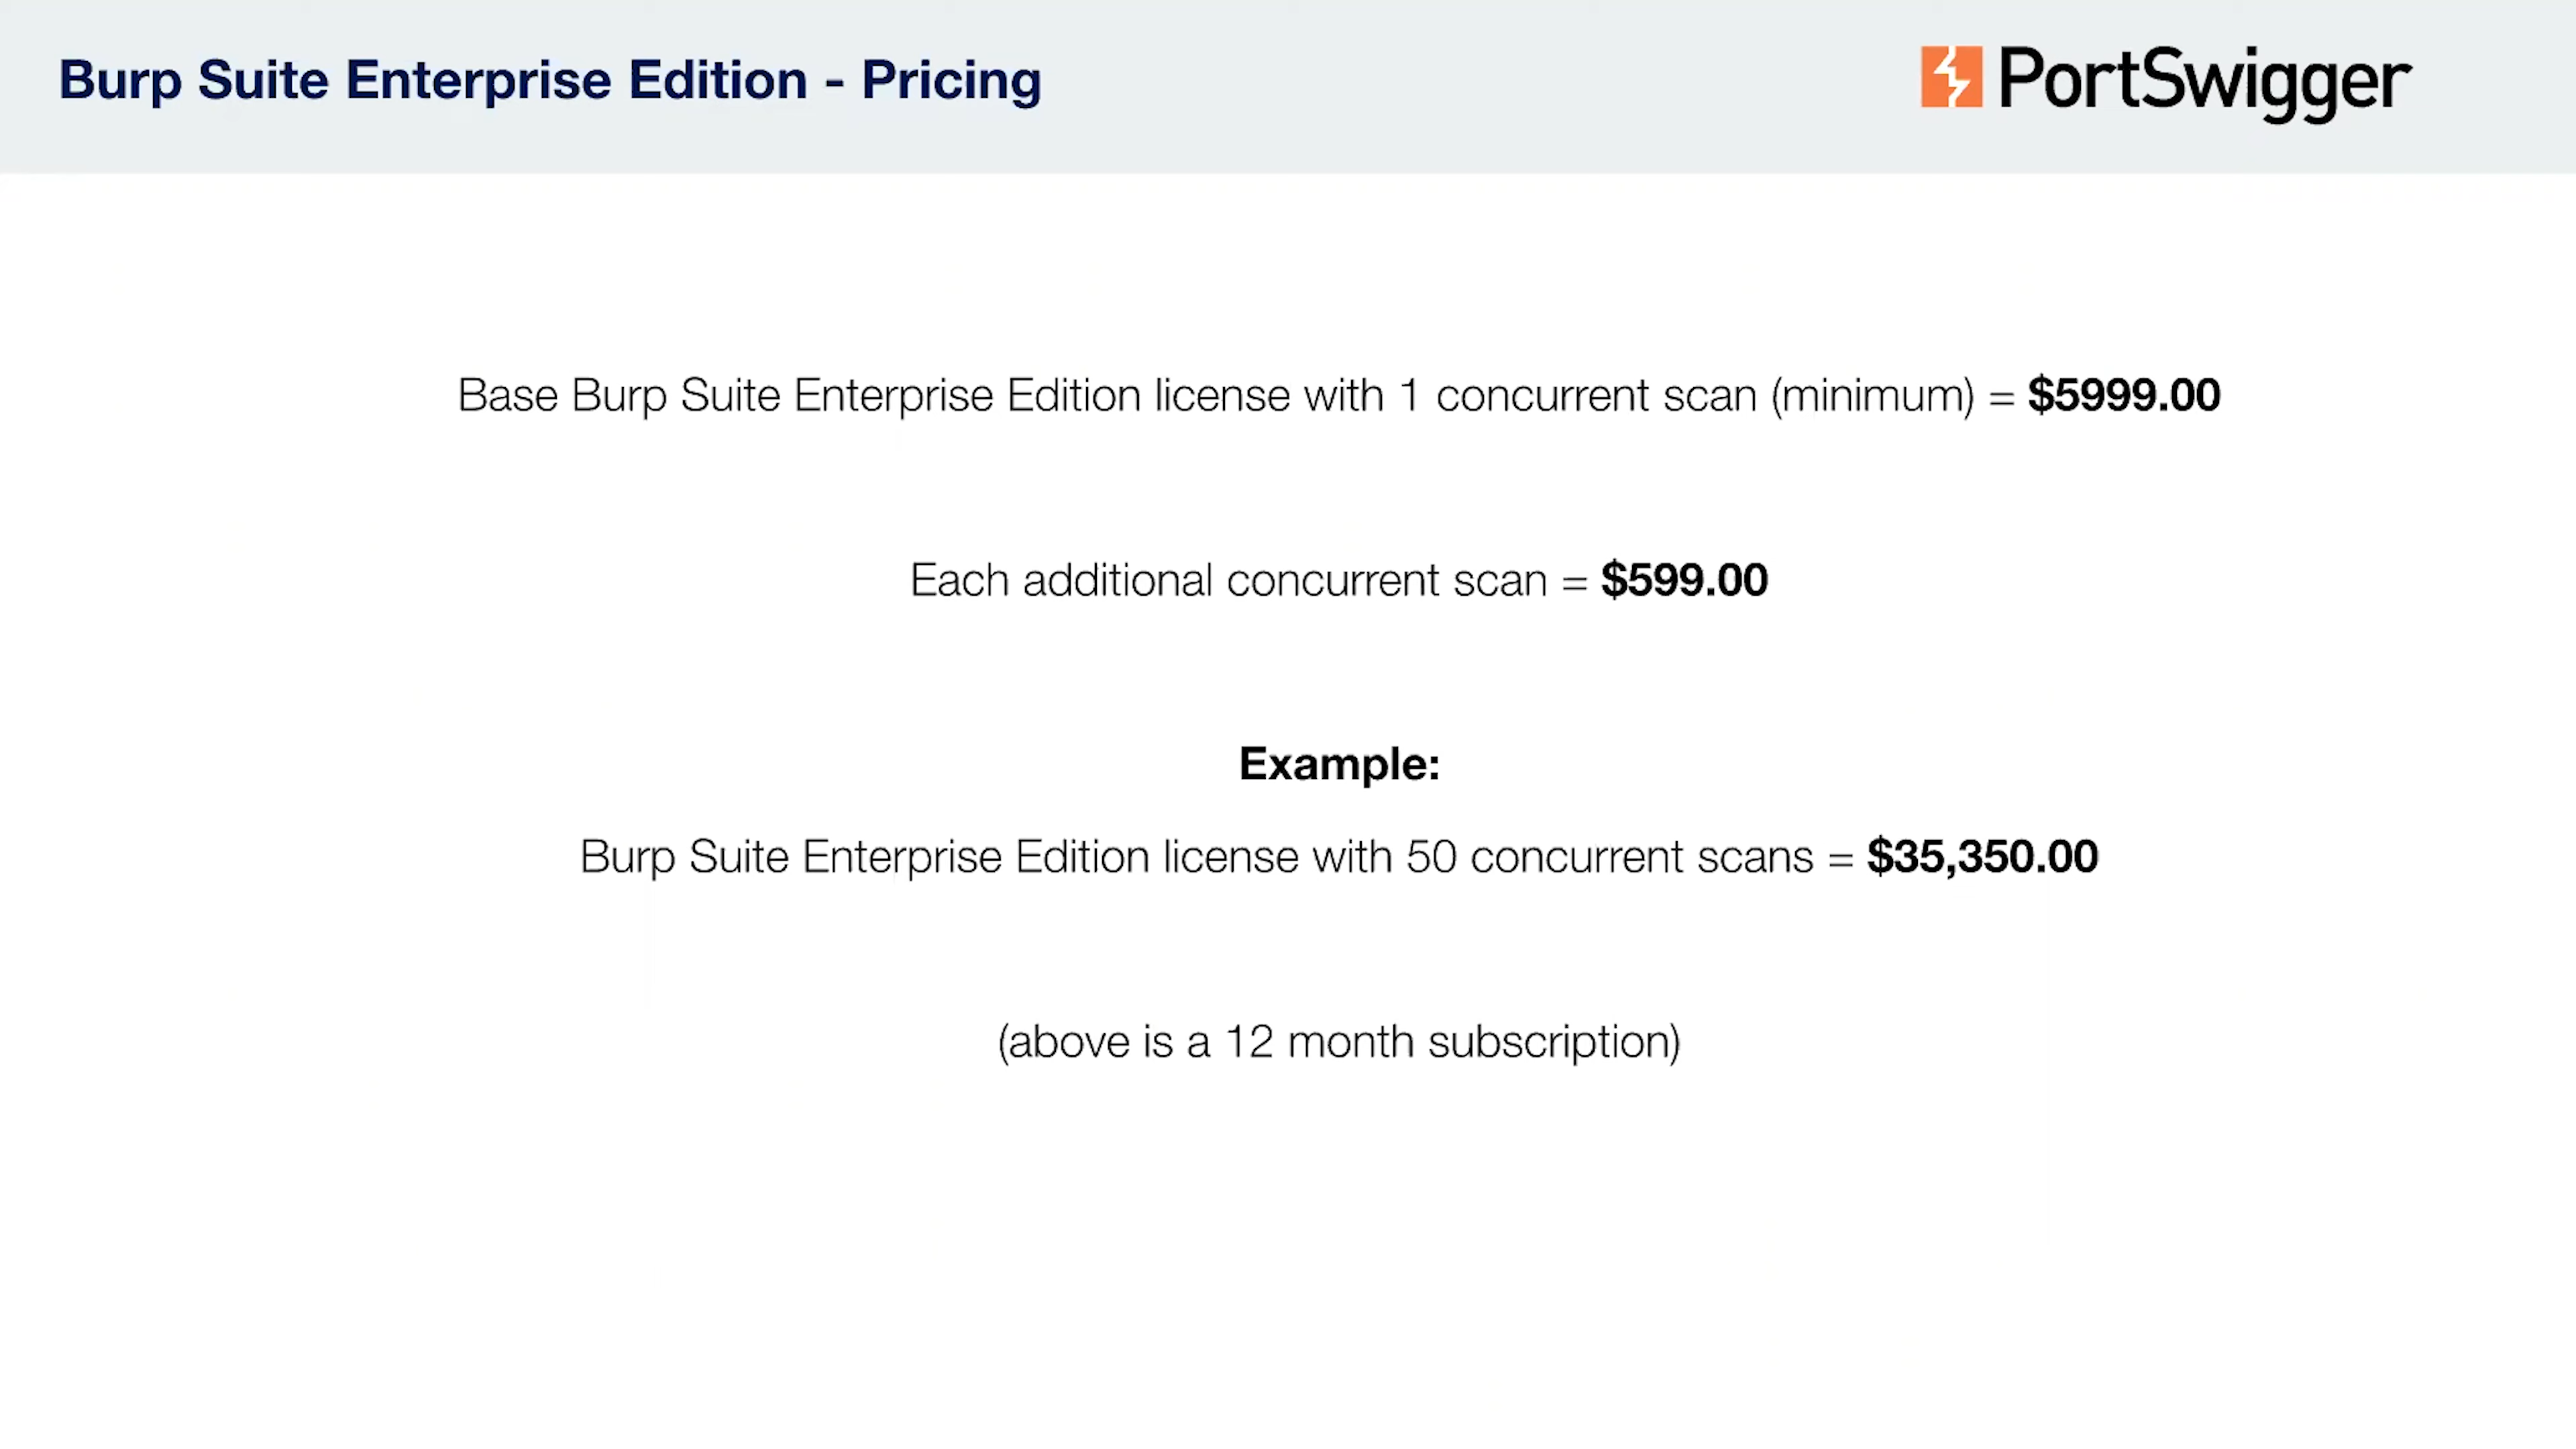 Burp Suite Enterprise Edition - Pricing
PortSwigger
Base Burp Suite Enterprise Edition license with 1 concurrent scan (minimum) = $5999.00
Each additional concurrent scan = $599.00
Example:
Burp Suite Enterprise Edition license with 50 concurrent scans = $35,350.00
(above is a 12 month subscription)